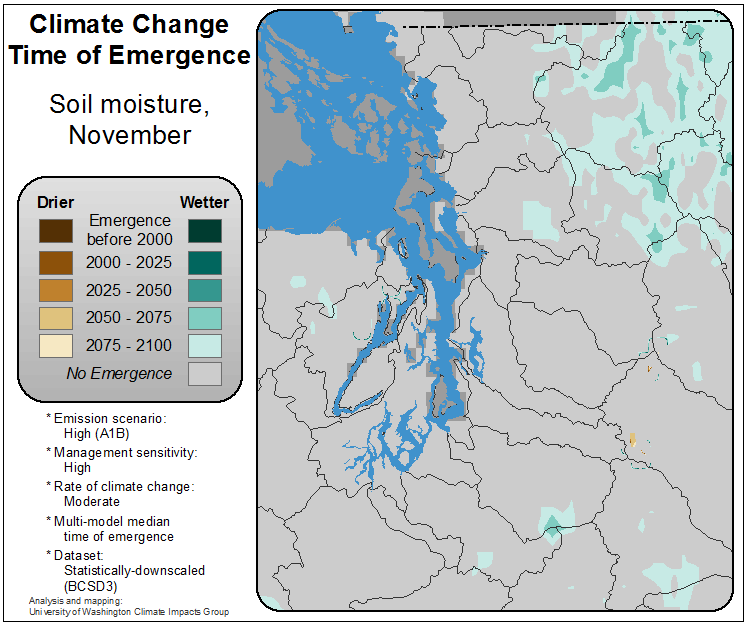 Climate Change
Time of Emergence
Soil moisture,
November
Drier
Wetter
Emergence
before 2000
2000 - 2025
2025 - 2050
2050 - 2075
2075 - 2100
No Emergence
* Emission scenario:
High (A1B)
* Management sensitivity:
High
* Rate of climate change:
Moderate
* Multi-model median
time of emergence
* Dataset:
Statistically-downscaled
(BCSD3)
Analysis and mapping:
University of Washington Climate Impacts Group